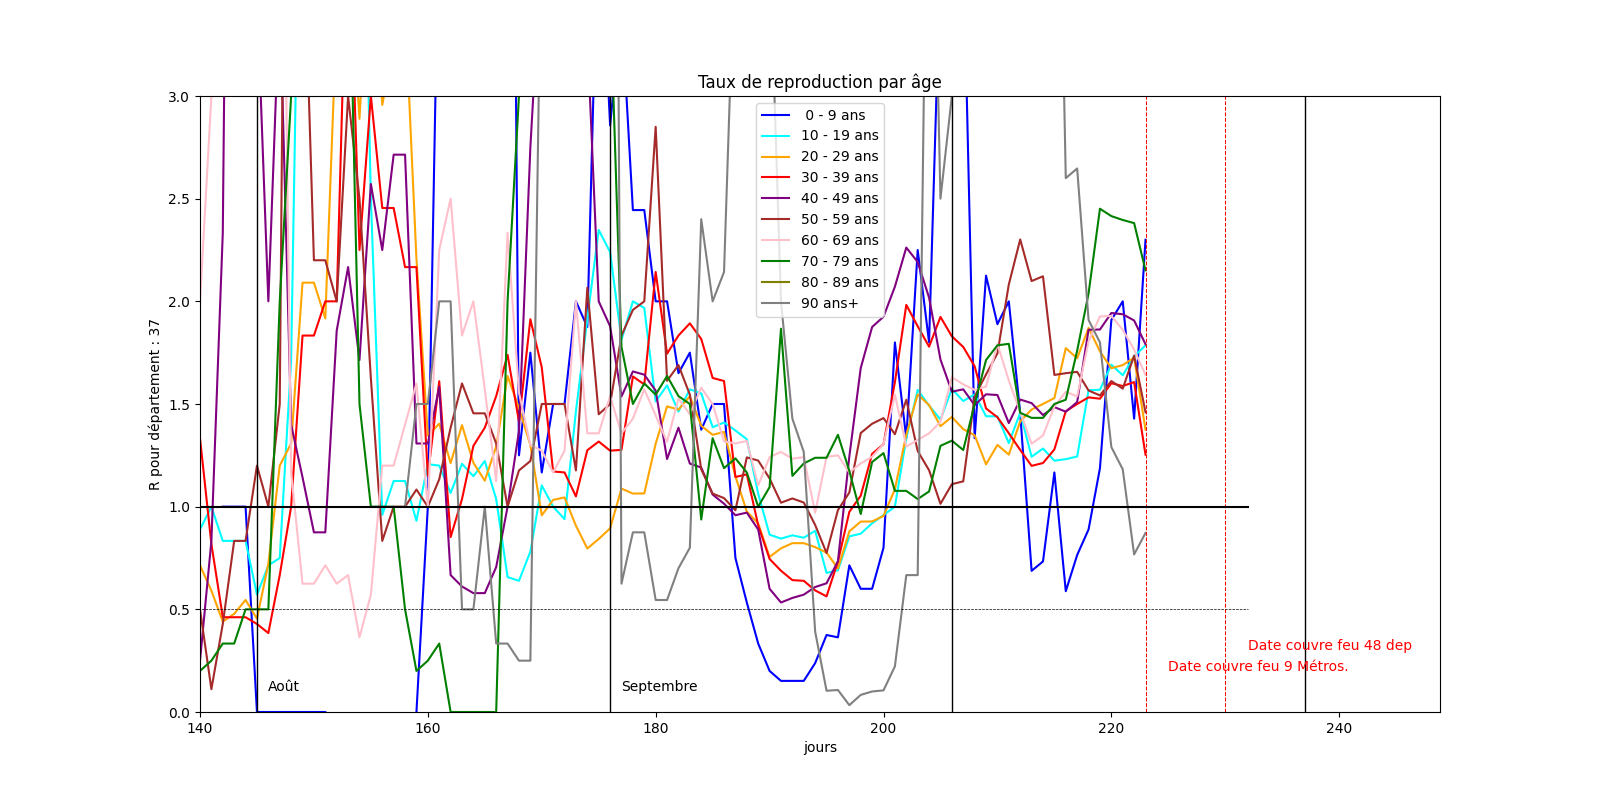 Taux de reproduction par âge
R pour département : 37
3.0
2.5
2.0
1.5
1.0
0.5
0.0
0 - 9 ans
10 - 19 ans
20 - 29 ans
30 - 39 ans
40 - 49 ans
50 - 59 ans
60 - 69 ans
70 - 79 ans
80 - 89 ans
90 ans+
Date couvre feu 48 dep
Date couvre feu 9 Métros.
Août
Septembre
140
160
180
200
220
240
jours